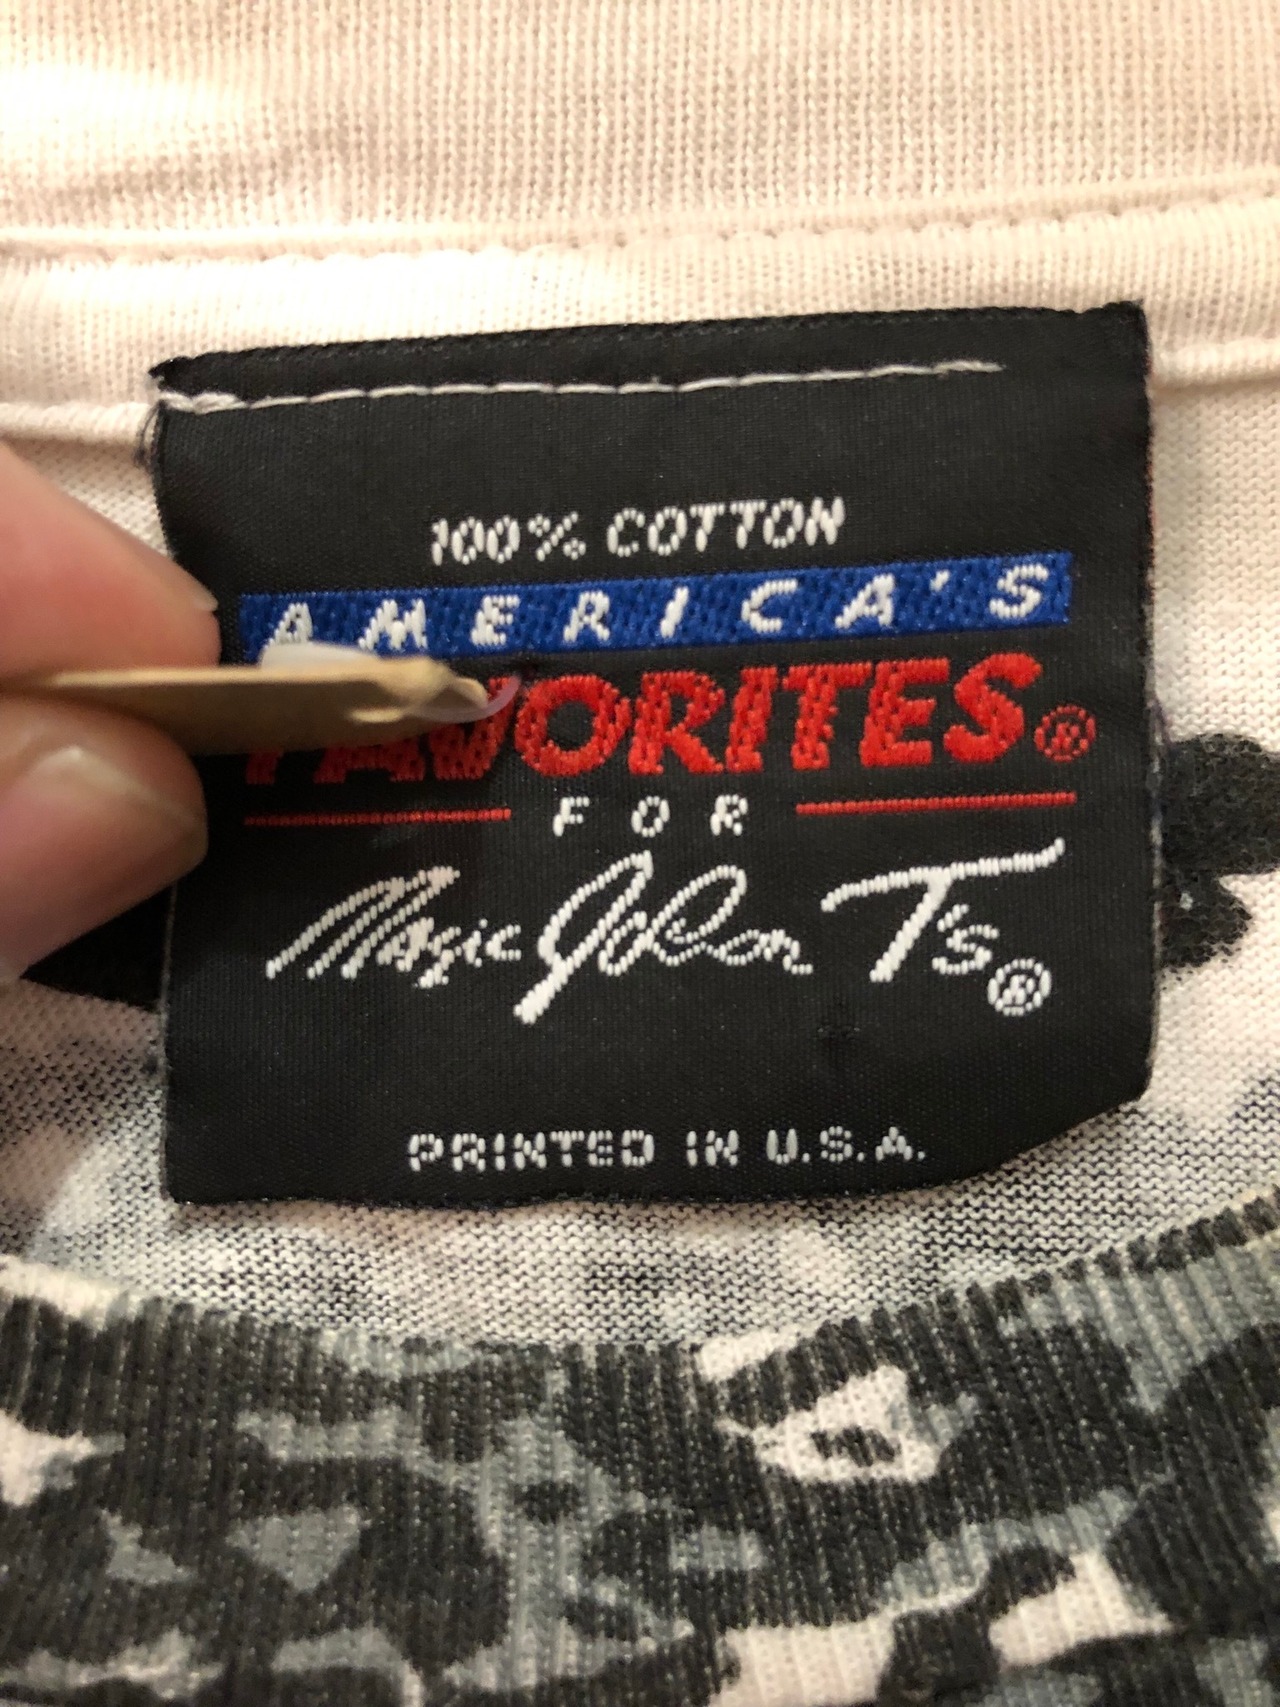 100% COTTON
AMERICA'S
FAVORITES®
FOR
Magic Johnson T's®
PRINTED IN U.S.A.